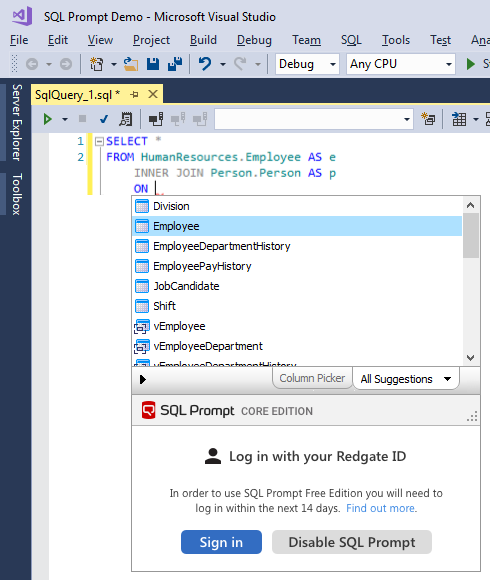 SQL Prompt Demo - Microsoft Visual Studio
File Edit View Project Build Debug Team SQL Tools Test
Debug Any CPU
SqlQuery_1.sql *
Server Explorer
Toolbox
1 SELECT *
2 FROM HumanResources.Employee AS e
INNER JOIN Person.Person AS p
ON
Division
Employee
EmployeeDepartmentHistory
EmployeePayHistory
JobCandidate
Shift
vEmployee
vEmployeeDepartment
vEmployeeDepartmentHistory
Column Picker All Suggestions
SQL Prompt CORE EDITION
Log in with your Redgate ID
In order to use SQL Prompt Free Edition you will need to
log in within the next 14 days. Find out more.
Sign in Disable SQL Prompt